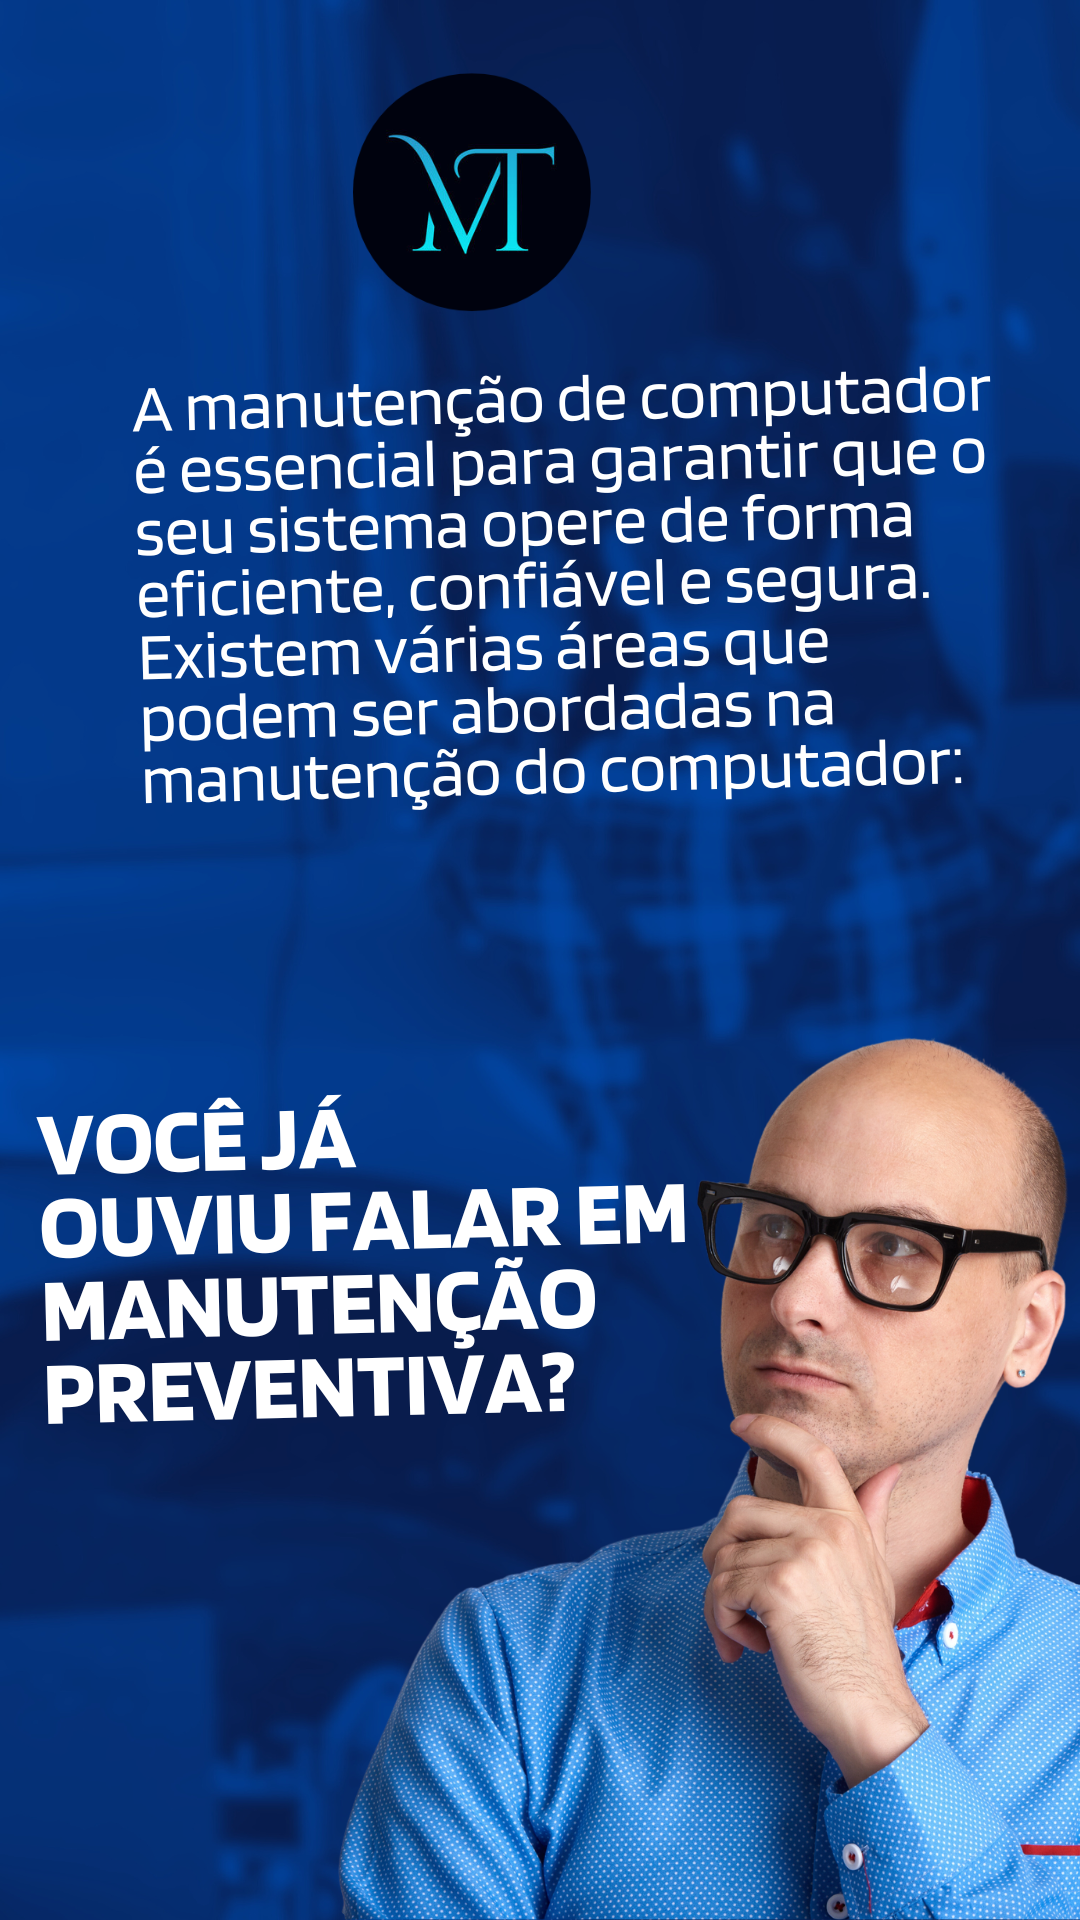 MT
A manutenção de computador
é essencial para garantir que o
seu sistema opere de forma
eficiente, confiável e segura.
Existem várias áreas que
podem ser abordadas na
manutenção do computador:
VOCÊ JÁ
OUVIU FALAR EM
MANUTENÇÃO
PREVENTIVA?